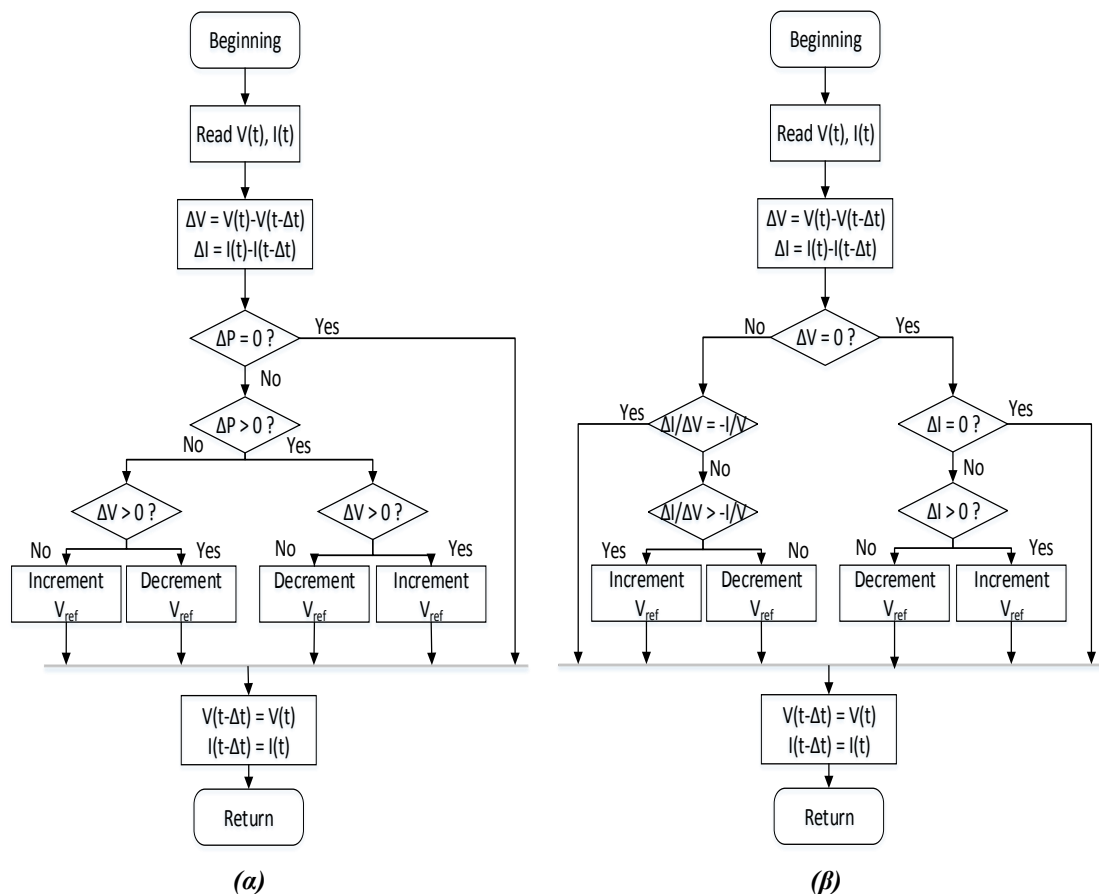 Beginning
Read V(t), I(t)
ΔV = V(t)-V(t-Δt)
ΔI = I(t)-I(t-Δt)
ΔP = 0 ?
Yes
No
ΔP > 0 ?
No
Yes
ΔV > 0 ?
ΔV > 0 ?
No
Yes
No
Yes
Increment
Vref
Decrement
Vref
Decrement
Vref
Increment
Vref
V(t-Δt) = V(t)
I(t-Δt) = I(t)
Return
(α)
Beginning
Read V(t), I(t)
ΔV = V(t)-V(t-Δt)
ΔI = I(t)-I(t-Δt)
No
ΔV = 0 ?
Yes
Yes
ΔI/ΔV = -I/V
ΔI = 0 ?
Yes
No
No
ΔI/ΔV > -I/V
ΔI > 0 ?
Yes
No
No
Yes
Increment
Vref
Decrement
Vref
Decrement
Vref
Increment
Vref
V(t-Δt) = V(t)
I(t-Δt) = I(t)
Return
(β)